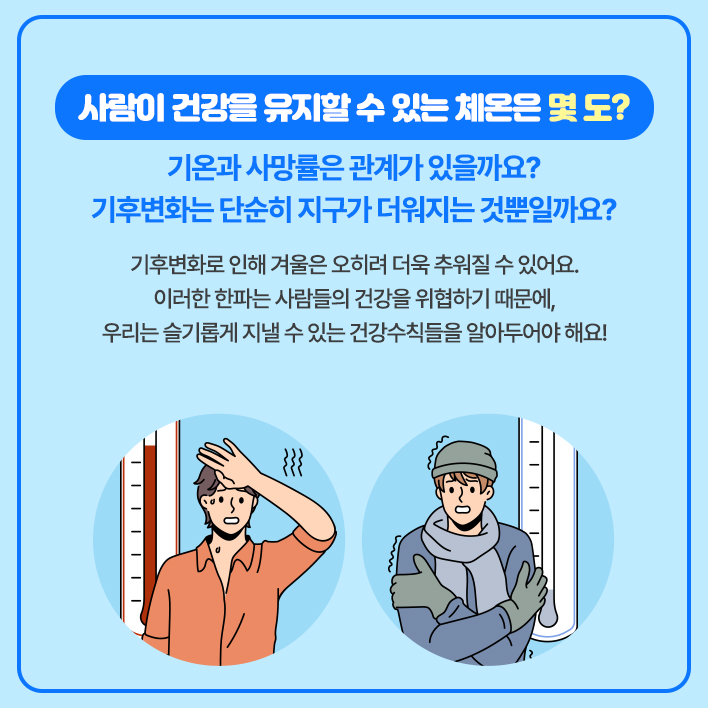 사람이 건강을 유지할 수 있는 체온은 몇 도?
기온과 사망률은 관계가 있을까요?
기후변화는 단순히 지구가 더워지는 것뿐일까요?
기후변화로 인해 겨울은 오히려 더욱 추워질 수 있어요.
이러한 한파는 사람들의 건강을 위협하기 때문에,
우리는 슬기롭게 지낼 수 있는 건강수칙들을 알아두어야 해요!